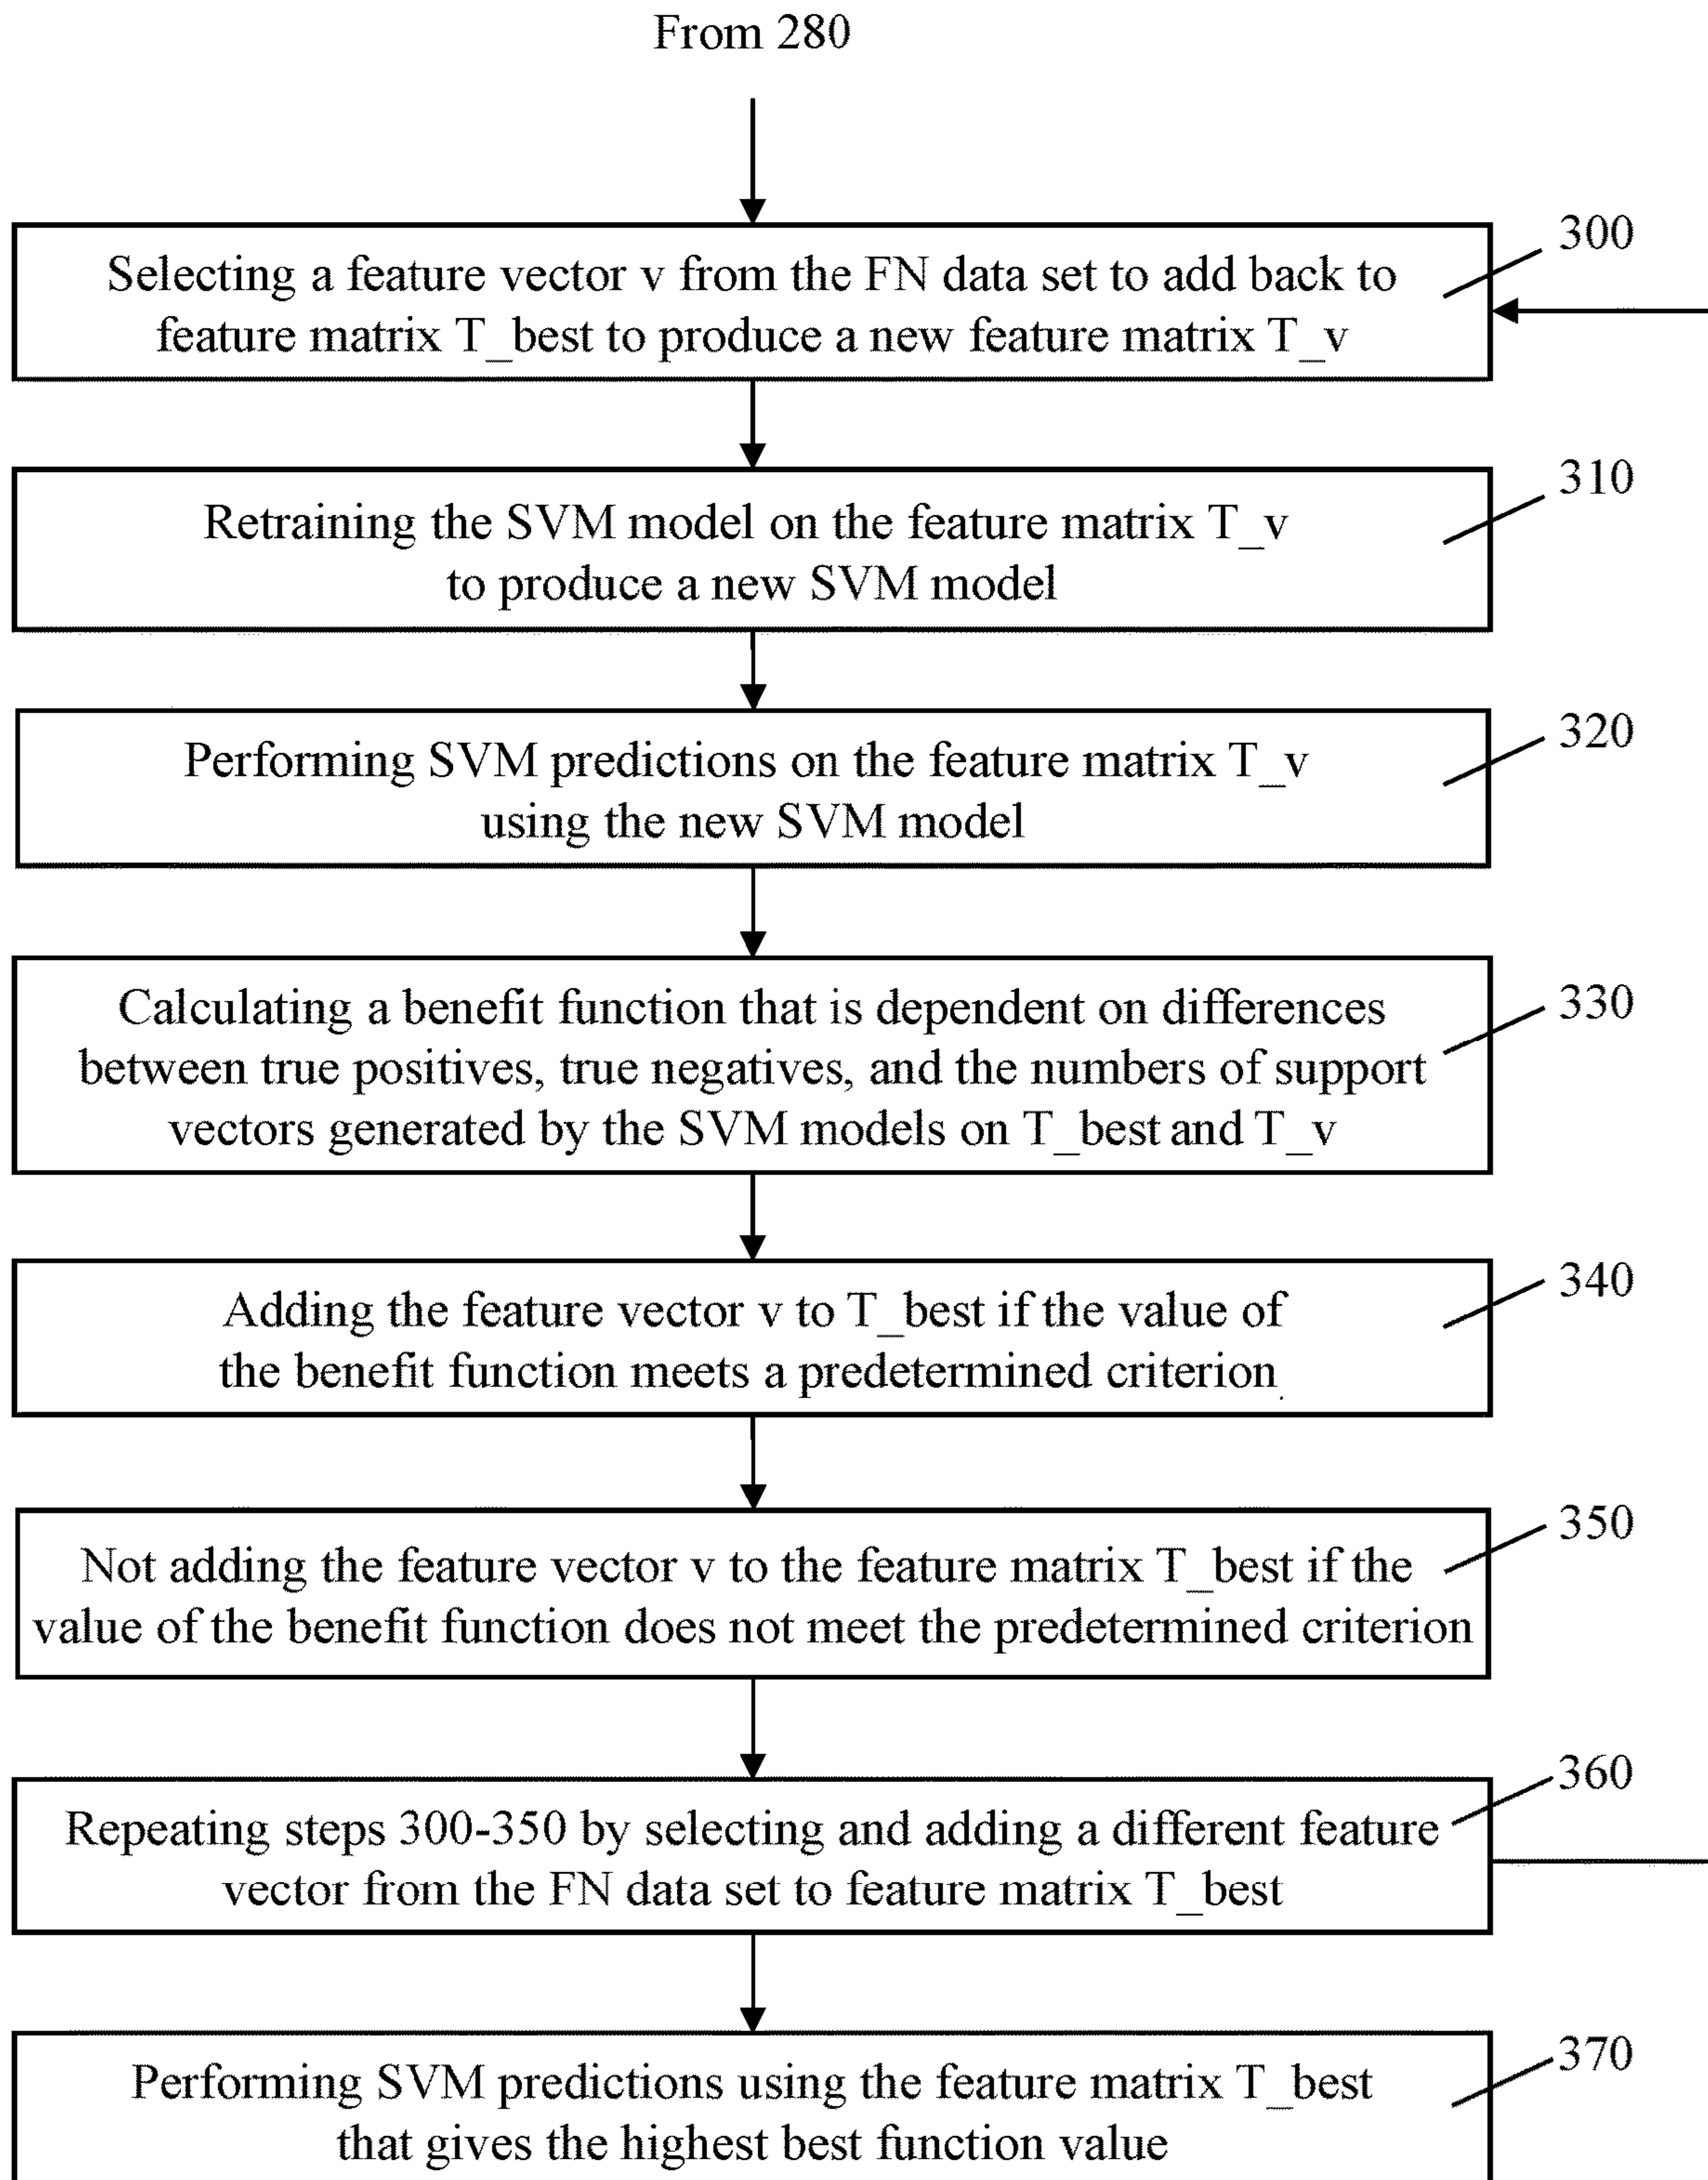 From 280
300
Selecting a feature vector v from the FN data set to add back to
feature matrix T_best to produce a new feature matrix T_v
310
Retraining the SVM model on the feature matrix T_v
to produce a new SVM model
320
Performing SVM predictions on the feature matrix T_v
using the new SVM model
330
Calculating a benefit function that is dependent on differences
between true positives, true negatives, and the numbers of support
vectors generated by the SVM models on T_best and T_v
340
Adding the feature vector v to T_best if the value of
the benefit function meets a predetermined criterion
350
Not adding the feature vector v to the feature matrix T_best if the
value of the benefit function does not meet the predetermined criterion
360
Repeating steps 300-350 by selecting and adding a different feature
vector from the FN data set to feature matrix T_best
370
Performing SVM predictions using the feature matrix T_best
that gives the highest best function value